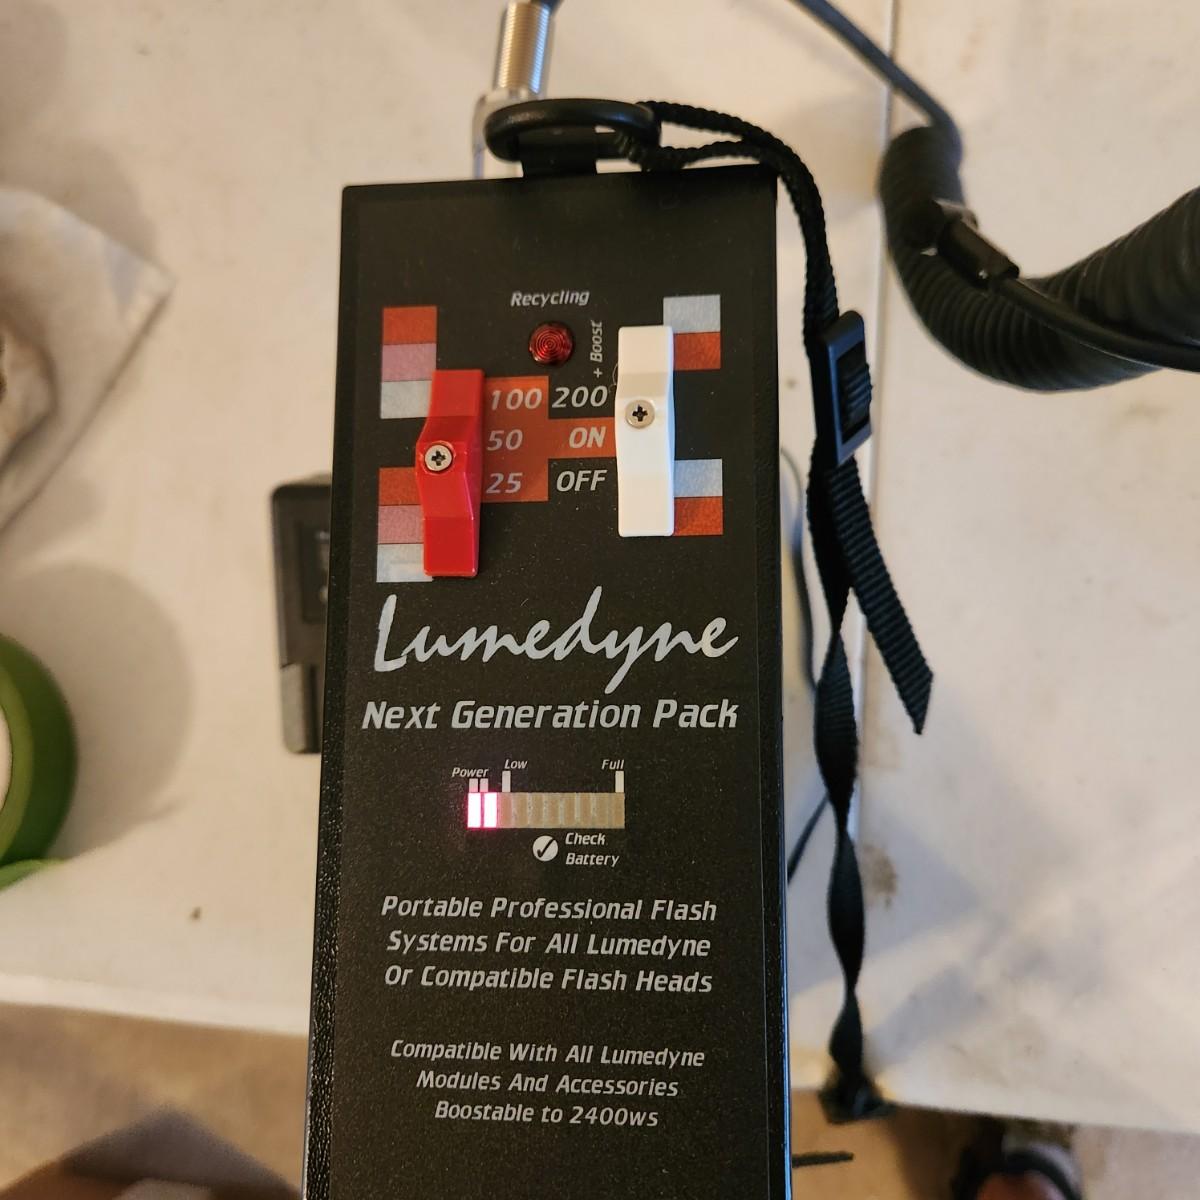 Recycling
+ Boost
100 200
50 ON
25 OFF
Lumedyne
Next Generation Pack
Power Low Full
Check
Battery
Portable Professional Flash
Systems For All Lumedyne
Or Compatible Flash Heads
Compatible With All Lumedyne
Modules And Accessories
Boostable to 2400ws